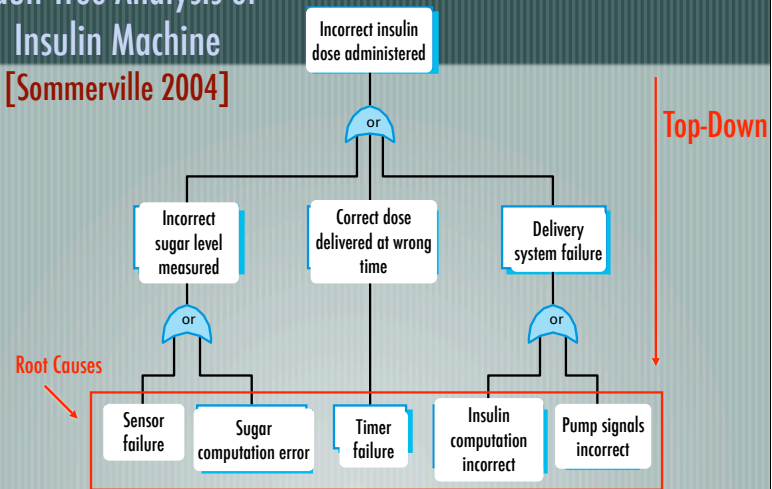 Insulin Machine
[Sommerville 2004]
Incorrect insulin
dose administered
Top-Down
or
Incorrect
sugar level
measured
Correct dose
delivered at wrong
time
Delivery
system failure
or
or
Root Causes
Sensor
failure
Sugar
computation error
Timer
failure
Insulin
computation
incorrect
Pump signals
incorrect